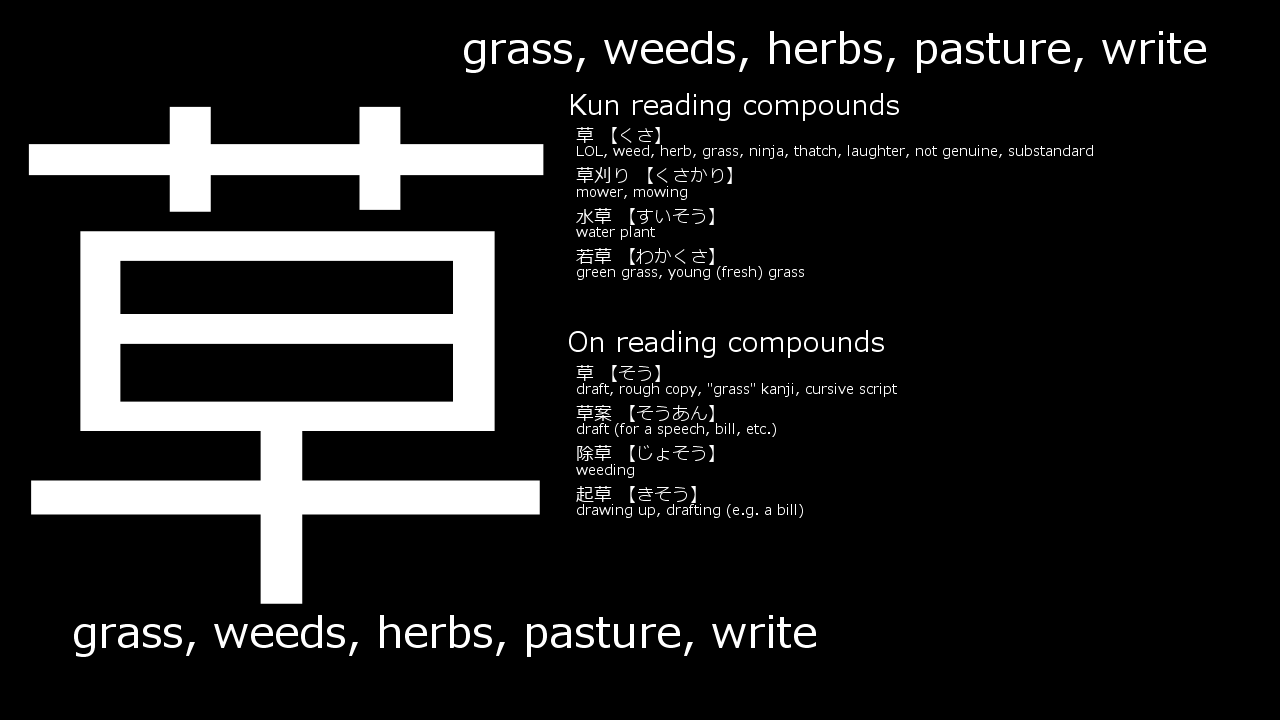 grass, weeds, herbs, pasture, write
草
Kun reading compounds
草 【くさ】
LOL, weed, herb, grass, ninja, thatch, laughter, not genuine, substandard
草刈り 【くさかり】
mower, mowing
水草 【すいそう】
water plant
若草 【わかくさ】
green grass, young (fresh) grass
On reading compounds
草 【そう】
draft, rough copy, "grass" kanji, cursive script
草案 【そうあん】
draft (for a speech, bill, etc.)
除草 【じょそう】
weeding
起草 【きそう】
drawing up, drafting (e.g. a bill)
grass, weeds, herbs, pasture, write